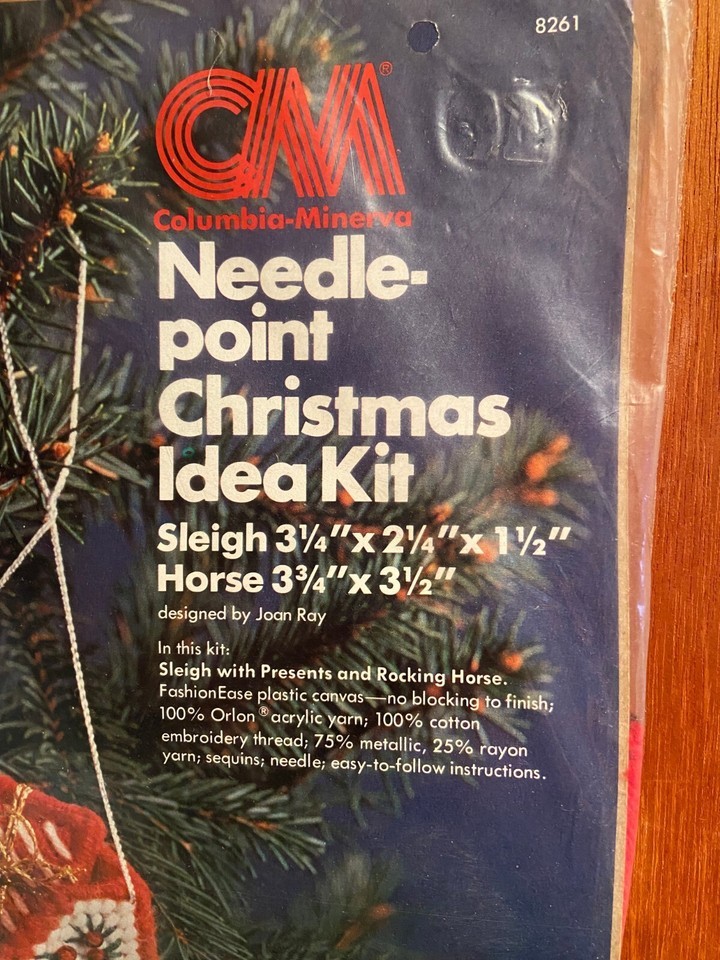 8261
CM®
Columbia-Minerva
Needle-
point
Christmas
Idea Kit
Sleigh 3¼"x 2¼"x 1½"
Horse 3¾"x 3½"
designed by Joan Ray
In this kit:
Sleigh with Presents and Rocking Horse.
FashionEase plastic canvas—no blocking to finish;
100% Orlon® acrylic yarn; 100% cotton
embroidery thread; 75% metallic, 25% rayon
yarn; sequins; needle; easy-to-follow instructions.